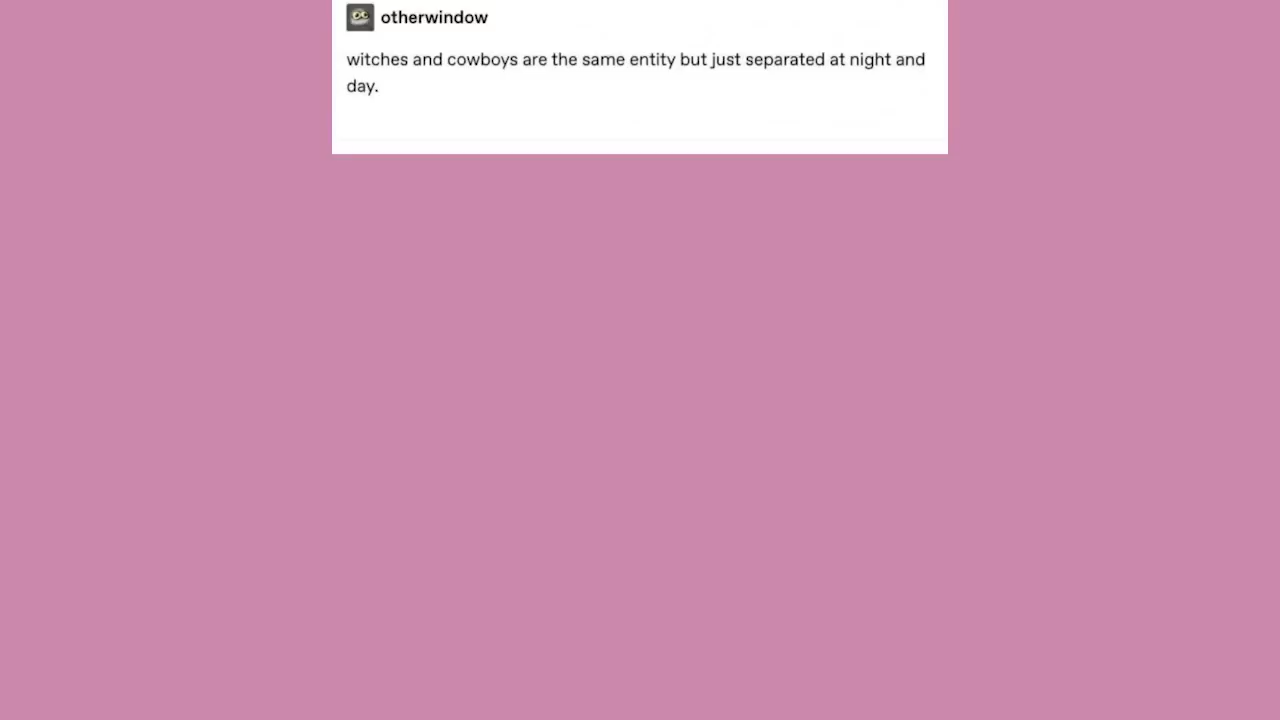 otherwindow
witches and cowboys are the same entity but just separated at night and
day.